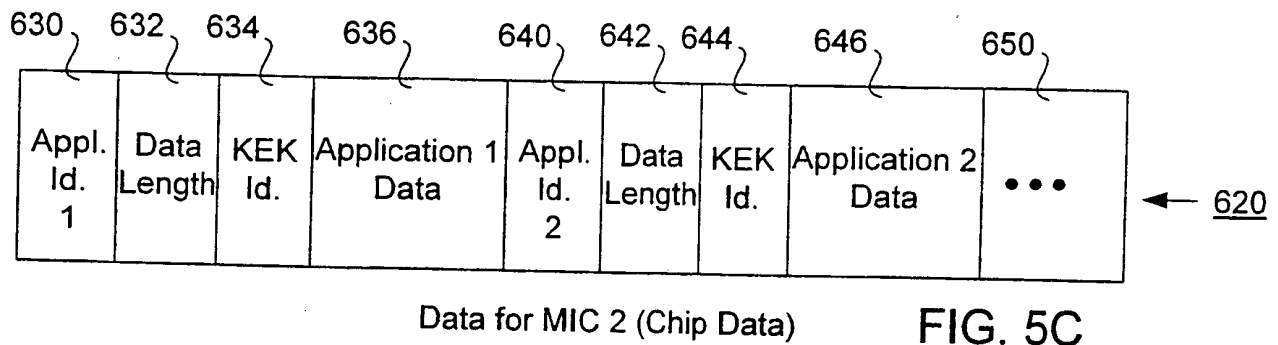 630 632 634 636 640 642 644 646 650
Appl. Id. 1
Data Length
KEK Id.
Application 1 Data
Appl. Id. 2
Data Length
KEK Id.
Application 2 Data
•••
620
Data for MIC 2 (Chip Data)
FIG. 5C